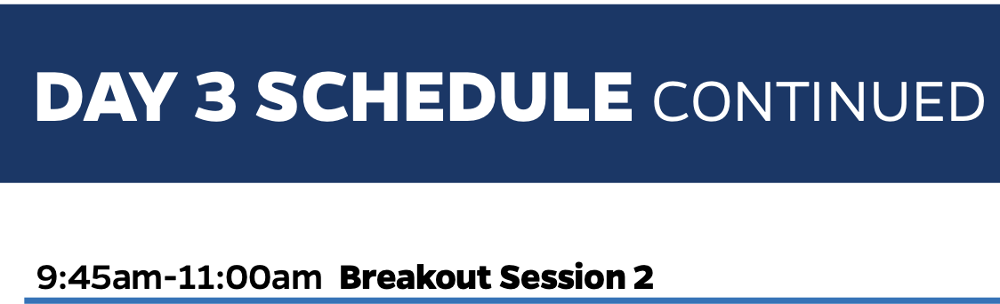 DAY 3 SCHEDULE CONTINUED
9:45am-11:00am Breakout Session 2